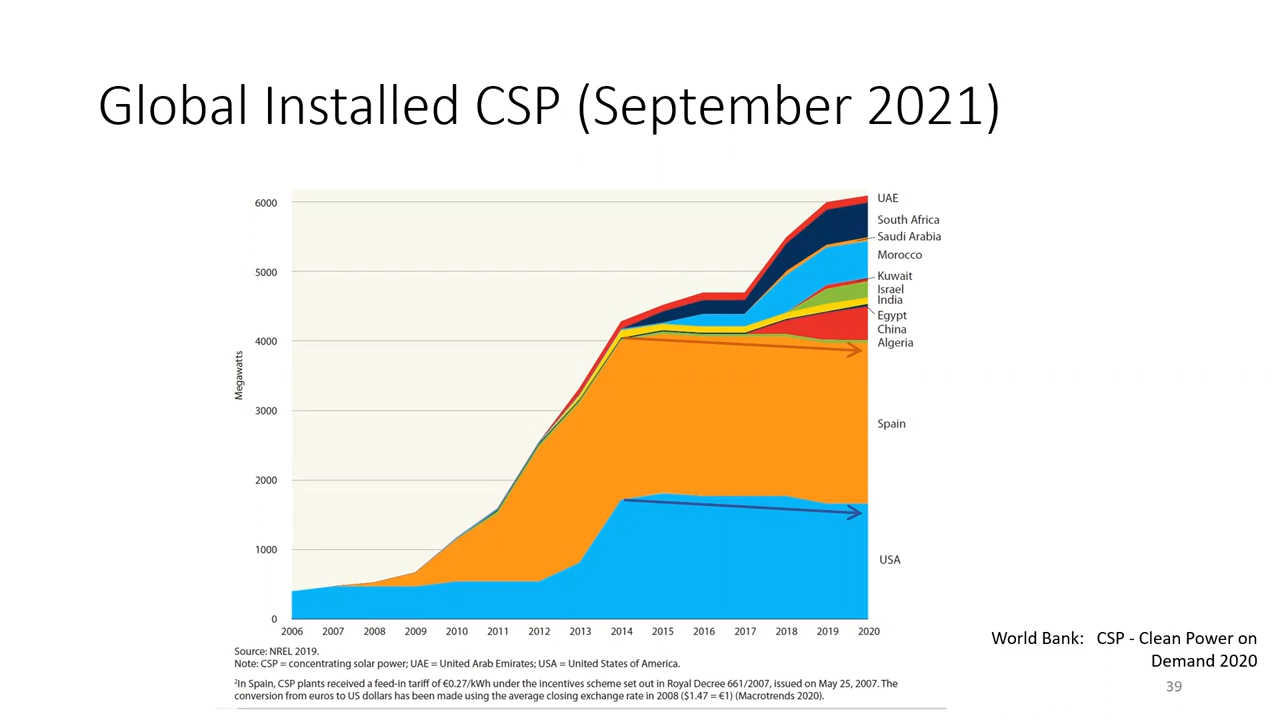 Global Installed CSP (September 2021)
6000
5000
4000
3000
2000
1000
0
Megawatts
2006 2007 2008 2009 2010 2011 2012 2013 2014 2015 2016 2017 2018 2019 2020
UAE
South Africa
Saudi Arabia
Morocco
Kuwait
Israel
India
Egypt
China
Algeria
Spain
USA
Source: NREL 2019.
Note: CSP = concentrating solar power; UAE = United Arab Emirates; USA = United States of America.
²In Spain, CSP plants received a feed-in tariff of €0.27/kWh under the incentives scheme set out in Royal Decree 661/2007, issued on May 25, 2007. The
conversion from euros to US dollars has been made using the average closing exchange rate in 2008 ($1.47 = €1) (Macrotrends 2020).
World Bank: CSP - Clean Power on
Demand 2020
39